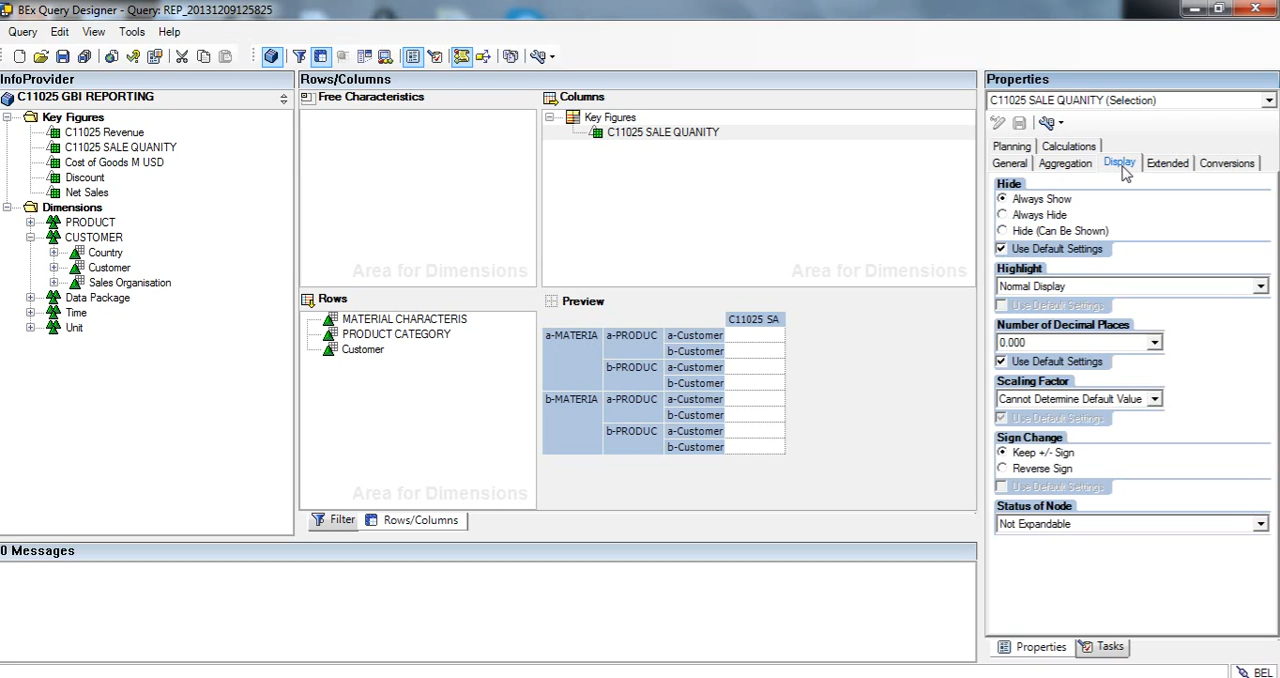 BEx Query Designer - Query: REP_20131209125825
Query Edit View Tools Help
InfoProvider
C11025 GBI REPORTING
Key Figures
C11025 Revenue
C11025 SALE QUANITY
Cost of Goods M USD
Discount
Net Sales
Dimensions
PRODUCT
CUSTOMER
Country
Customer
Sales Organisation
Data Package
Time
Unit
Rows/Columns
Free Characteristics
Area for Dimensions
Columns
Key Figures
C11025 SALE QUANITY
Area for Dimensions
Rows
MATERIAL CHARACTERIS
PRODUCT CATEGORY
Customer
Area for Dimensions
Preview
C11025 SA
a-MATERIA a-PRODUC a-Customer
b-Customer
b-PRODUC a-Customer
b-Customer
b-MATERIA a-PRODUC a-Customer
b-Customer
b-PRODUC a-Customer
b-Customer
Filter Rows/Columns
0 Messages
Properties
C11025 SALE QUANITY (Selection)
Planning Calculations
General Aggregation Display Extended Conversions
Hide
Always Show
Always Hide
Hide (Can Be Shown)
Use Default Settings
Highlight
Normal Display
Use Default Settings
Number of Decimal Places
0.000
Use Default Settings
Scaling Factor
Cannot Determine Default Value
Use Default Settings
Sign Change
Keep +/- Sign
Reverse Sign
Use Default Settings
Status of Node
Not Expandable
Properties Tasks
BEL